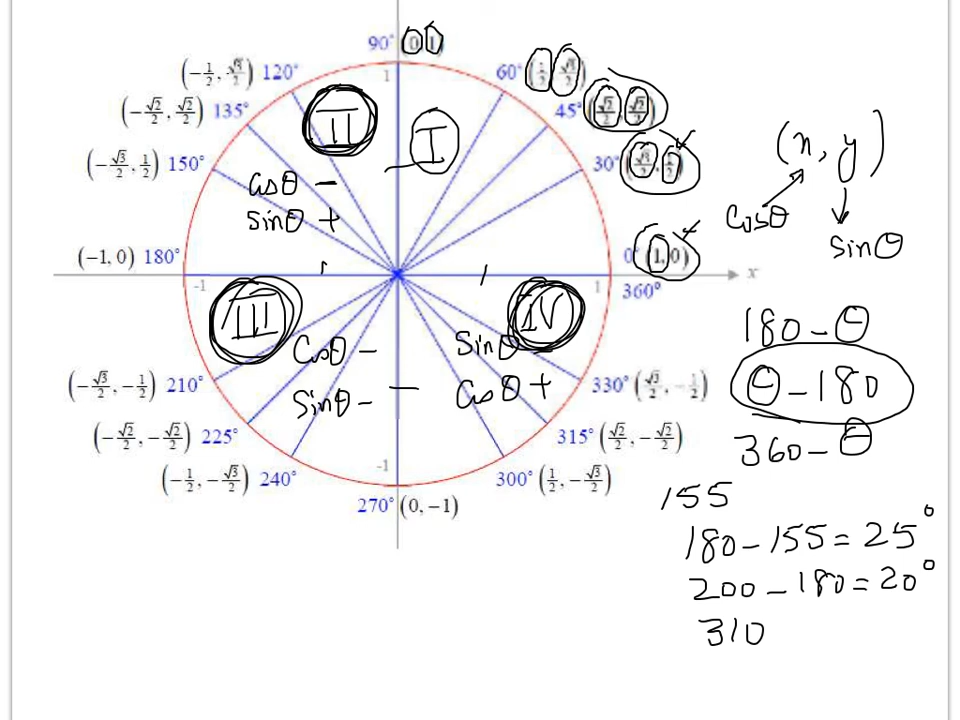 90° (0, 1)
1
(-1/2, √3/2) 120°
60° (1/2, √3/2)
(-√2/2, √2/2) 135°
45° (√2/2, √2/2)
II
I
(-√3/2, 1/2) 150°
30° (√3/2, 1/2)
(x, y)
cosθ -
sinθ +
cosθ
sinθ
(-1, 0) 180°
0° (1, 0)
x
-1
1
360°
III
IV
180 - θ
cosθ -
sinθ -
sinθ -
cosθ +
θ - 180
(-√3/2, -1/2) 210°
330° (√3/2, -1/2)
360 - θ
(-√2/2, -√2/2) 225°
315° (√2/2, -√2/2)
-1
(-1/2, -√3/2) 240°
300° (1/2, -√3/2)
270° (0, -1)
155
180 - 155 = 25°
200 - 180 = 20°
310